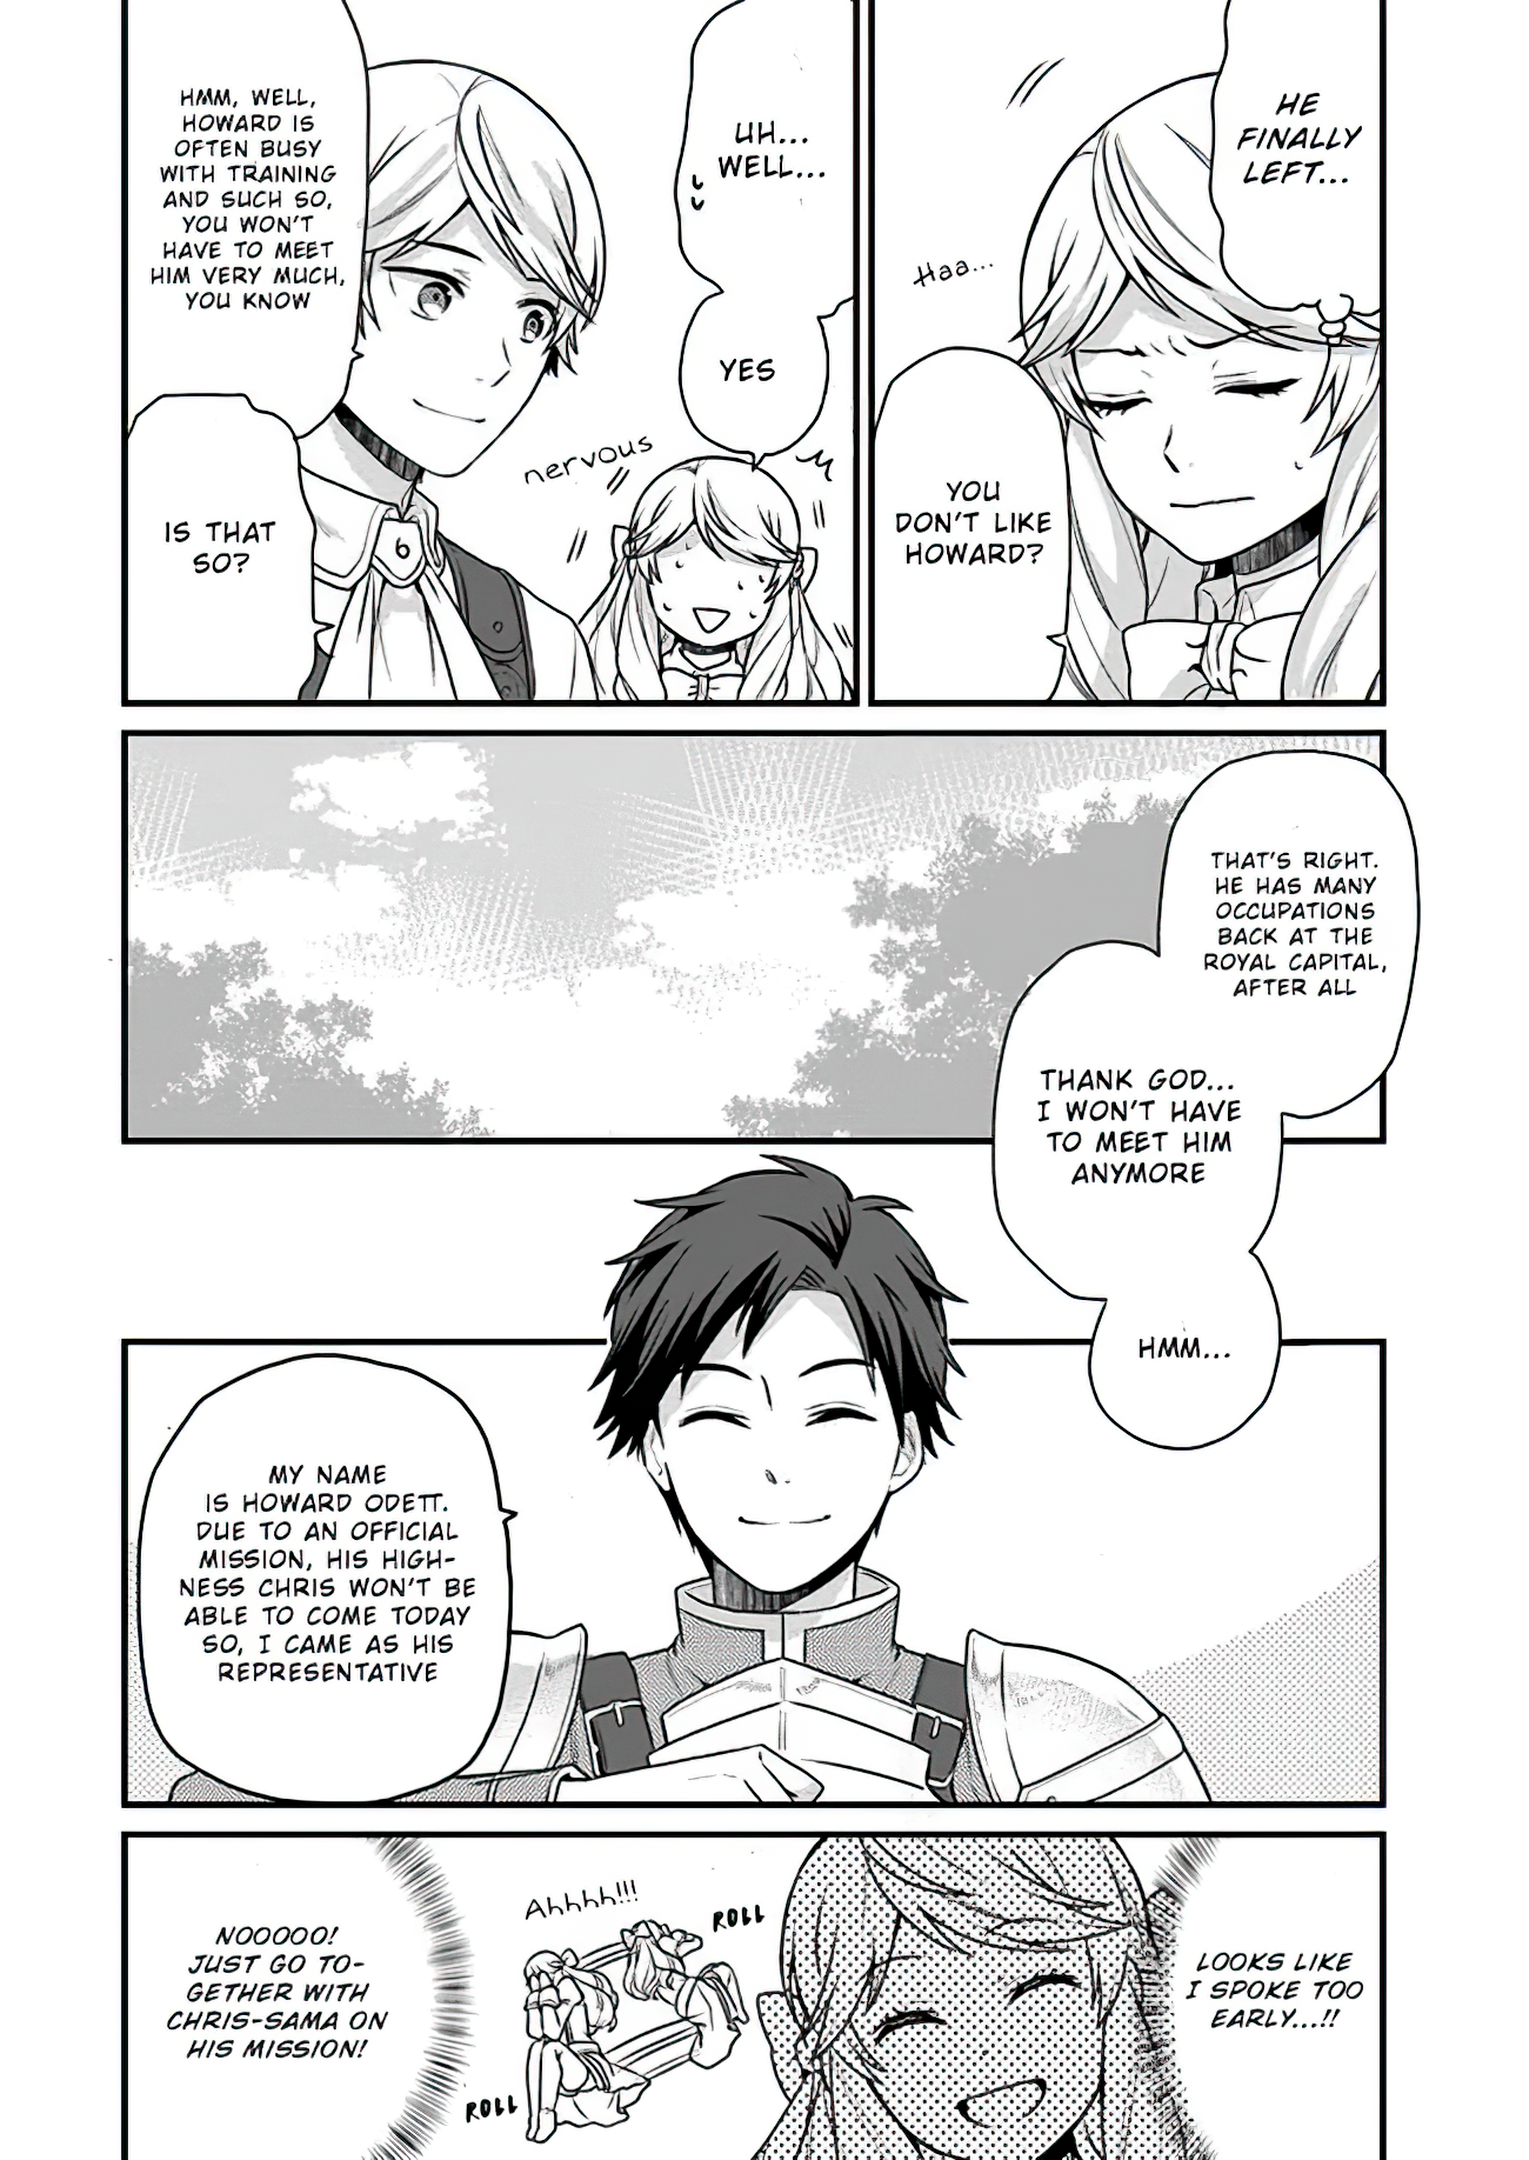 HE
FINALLY
LEFT...
Haa...
YOU
DON'T LIKE
HOWARD?
UH...
WELL...
YES
nervous
HMM, WELL,
HOWARD IS
OFTEN BUSY
WITH TRAINING
AND SUCH SO,
YOU WON'T
HAVE TO MEET
HIM VERY MUCH,
YOU KNOW
IS THAT
SO?
THAT'S RIGHT.
HE HAS MANY
OCCUPATIONS
BACK AT THE
ROYAL CAPITAL,
AFTER ALL
THANK GOD...
I WON'T HAVE
TO MEET HIM
ANYMORE
HMM...
MY NAME
IS HOWARD ODETT.
DUE TO AN OFFICIAL
MISSION, HIS HIGH-
NESS CHRIS WON'T BE
ABLE TO COME TODAY
SO, I CAME AS HIS
REPRESENTATIVE
LOOKS LIKE
I SPOKE TOO
EARLY...!!
Ahhhh!!!
ROLL
ROLL
NOOOOO!
JUST GO TO-
GETHER WITH
CHRIS-SAMA ON
HIS MISSION!